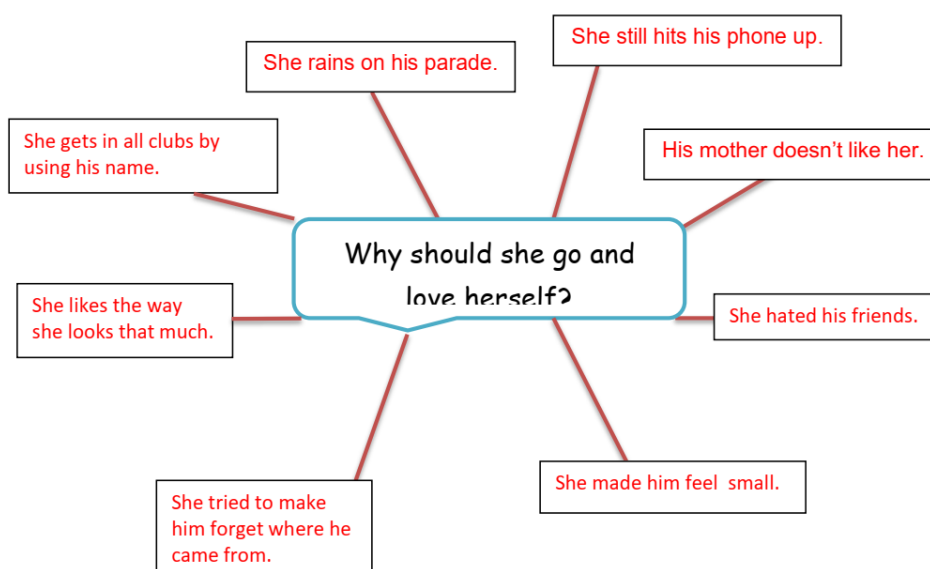 She still hits his phone up.
She rains on his parade.
She gets in all clubs by
using his name.
His mother doesn't like her.
Why should she go and
love herself?
She likes the way
she looks that much.
She hated his friends.
She made him feel  small.
She tried to make
him forget where he
came from.